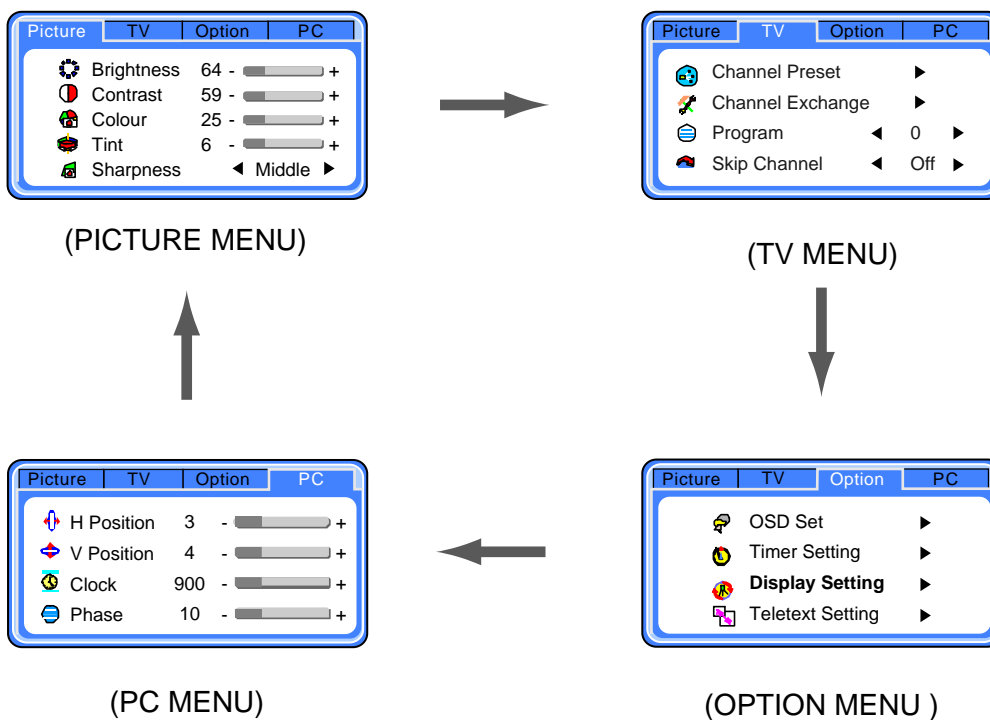 Picture TV Option PC
Brightness 64 - +
Contrast 59 - +
Colour 25 - +
Tint 6 - +
Sharpness Middle
(PICTURE MENU)
Picture TV Option PC
Channel Preset
Channel Exchange
Program 0
Skip Channel Off
(TV MENU)
Picture TV Option PC
H Position 3 - +
V Position 4 - +
Clock 900 - +
Phase 10 - +
(PC MENU)
Picture TV Option PC
OSD Set
Timer Setting
Display Setting
Teletext Setting
(OPTION MENU )